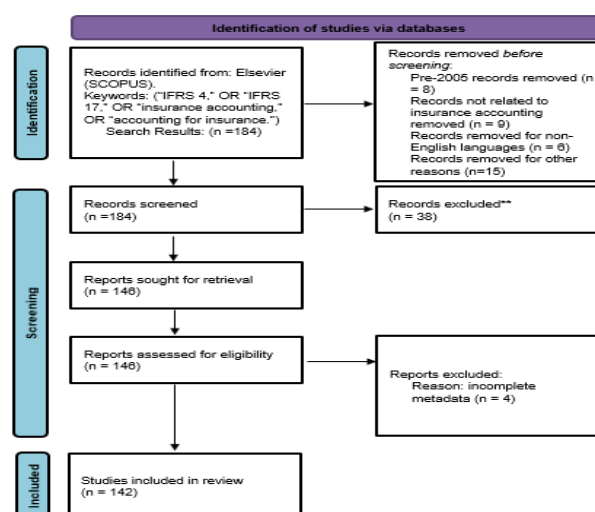 Identification of studies via databases
Identification
Records identified from: Elsevier
(SCOPUS).
Keywords: ("IFRS 4," OR "IFRS
17," OR "insurance accounting,"
OR "accounting for insurance.")
Search Results: (n =184)
Records removed before
screening:
Pre-2005 records removed (n
= 8)
Records not related to
insurance accounting
removed (n = 9)
Records removed for non-
English languages (n = 6)
Records removed for other
reasons (n=15)
Screening
Records screened
(n =184)
Records excluded**
(n = 38)
Reports sought for retrieval
(n = 146)
Reports assessed for eligibility
(n = 146)
Reports excluded:
Reason: incomplete
metadata (n = 4)
Included
Studies included in review
(n = 142)